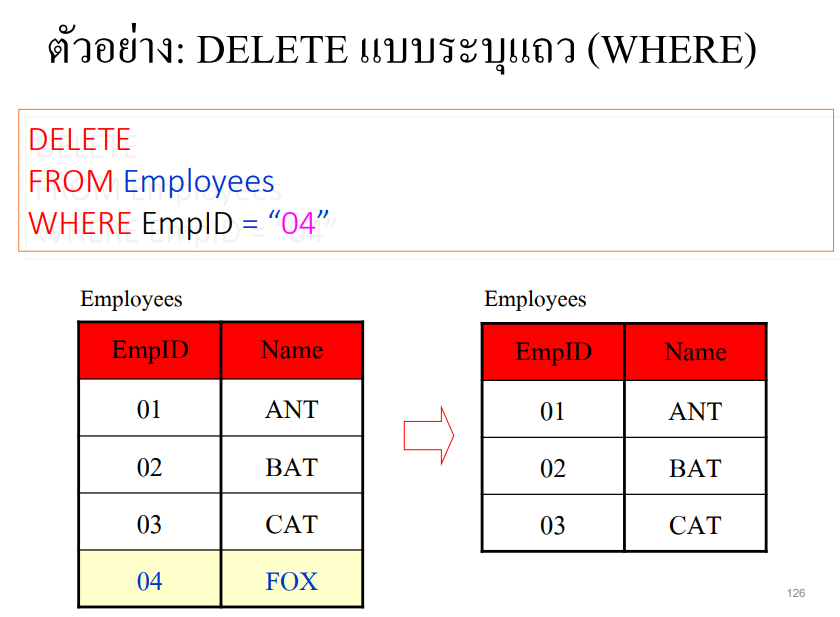 ตัวอย่าง: DELETE แบบระบุแถว (WHERE)
DELETE
FROM Employees
WHERE EmpID = “04”
Employees
EmpID Name
01 ANT
02 BAT
03 CAT
04 FOX
Employees
EmpID Name
01 ANT
02 BAT
03 CAT
126